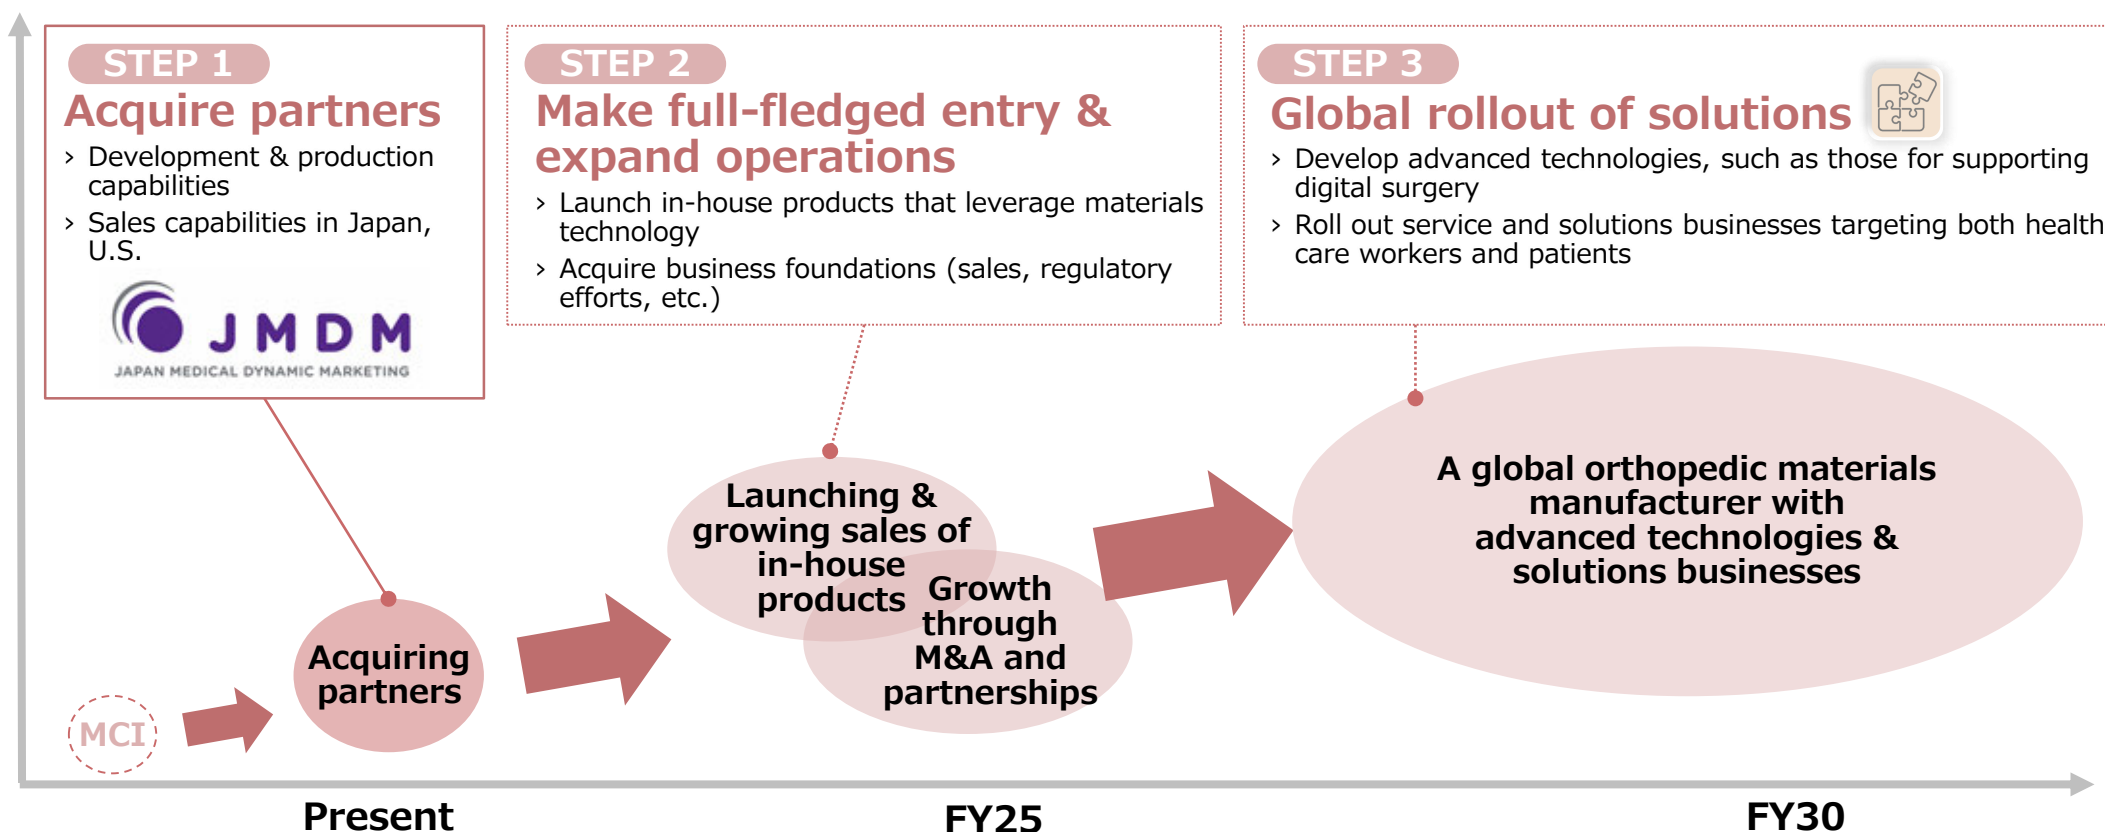 STEP 1
Acquire partners
› Development & production
capabilities
› Sales capabilities in Japan,
U.S.
JMDM
JAPAN MEDICAL DYNAMIC MARKETING
STEP 2
Make full-fledged entry &
expand operations
› Launch in-house products that leverage materials
technology
› Acquire business foundations (sales, regulatory
efforts, etc.)
STEP 3
Global rollout of solutions
› Develop advanced technologies, such as those for supporting
digital surgery
› Roll out service and solutions businesses targeting both health
care workers and patients
MCI
Acquiring
partners
Launching &
growing sales of
in-house
products
Growth
through
M&A and
partnerships
A global orthopedic materials
manufacturer with
advanced technologies &
solutions businesses
Present
FY25
FY30